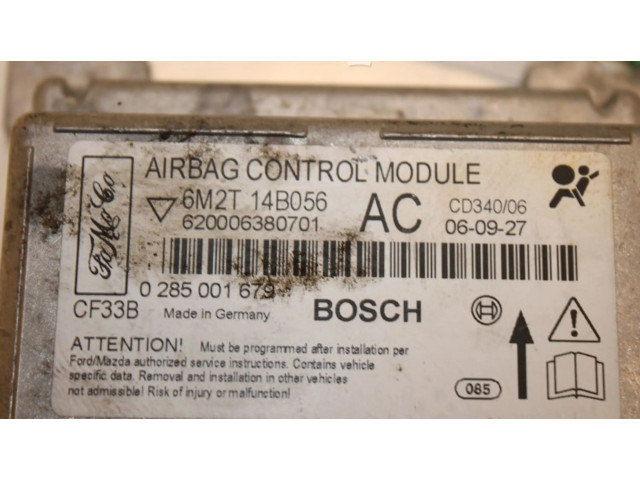 AIRBAG CONTROL MODULE
FoMoCo
6M2T 14B056 AC CD340/06
620006380701 06-09-27
0 285 001 679
CF33B Made in Germany BOSCH
ATTENTION! Must be programmed after installation per
Ford/Mazda authorized service instructions. Contains vehicle
specific data. Removal and installation in other vehicles
not admissible! Risk of injury or malfunction!
085